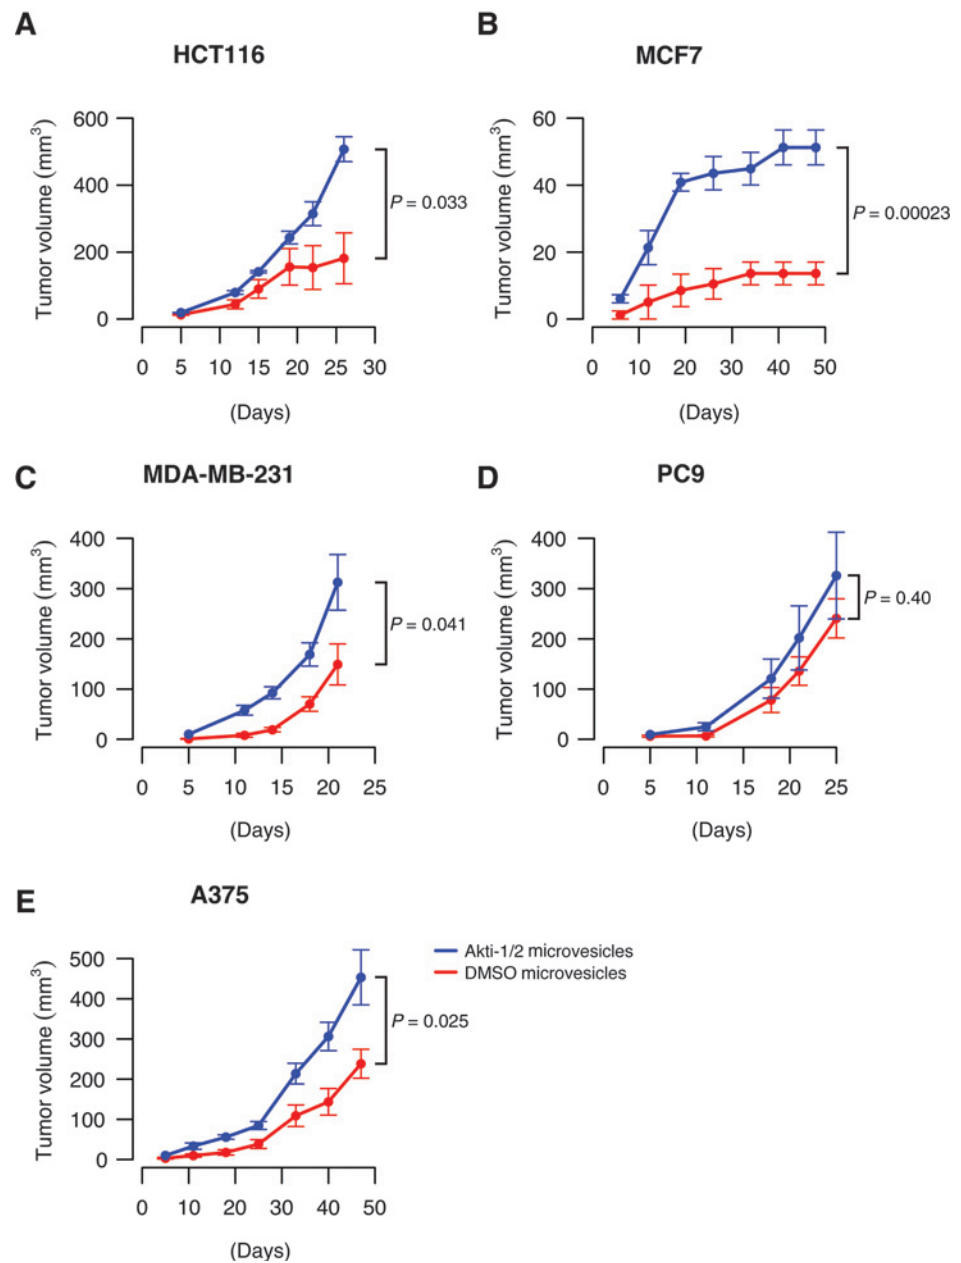 A
HCT116
Tumor volume (mm³)
600
400
200
0
P = 0.033
0 5 10 15 20 25 30
(Days)
B
MCF7
Tumor volume (mm³)
60
40
20
0
P = 0.00023
0 10 20 30 40 50
(Days)
C
MDA-MB-231
Tumor volume (mm³)
400
300
200
100
0
P = 0.041
0 5 10 15 20 25
(Days)
D
PC9
Tumor volume (mm³)
400
300
200
100
0
P = 0.40
0 5 10 15 20 25
(Days)
E
A375
Tumor volume (mm³)
500
400
300
200
100
0
P = 0.025
0 10 20 30 40 50
(Days)
Akti-1/2 microvesicles
DMSO microvesicles